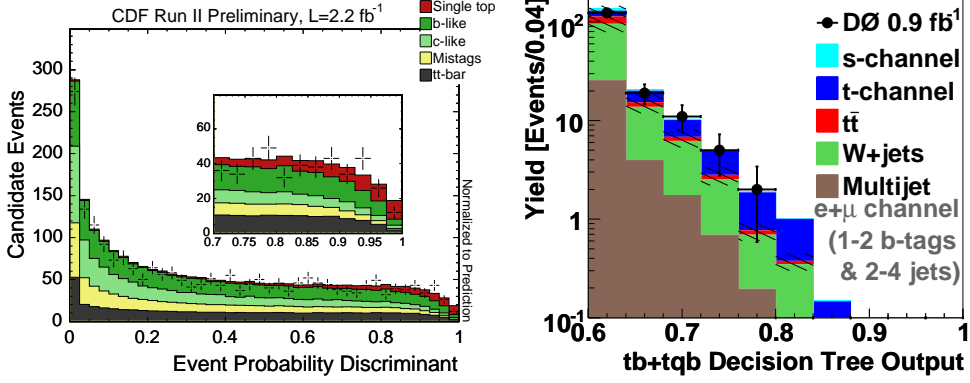 CDF Run II Preliminary, L=2.2 fb⁻¹
Single top
b-like
c-like
Mistags
tt-bar
Candidate Events
300
250
200
150
100
50
0
60
40
20
0
0.7 0.75 0.8 0.85 0.9 0.95 1
Normalized to Prediction
0 0.2 0.4 0.6 0.8 1
Event Probability Discriminant
Yield [Events/0.04]
10²
10
1
10⁻¹
DØ 0.9 fb⁻¹
s-channel
t-channel
tt̄
W+jets
Multijet
e+μ channel
(1-2 b-tags
& 2-4 jets)
0.6 0.7 0.8 0.9 1
tb+tqb Decision Tree Output